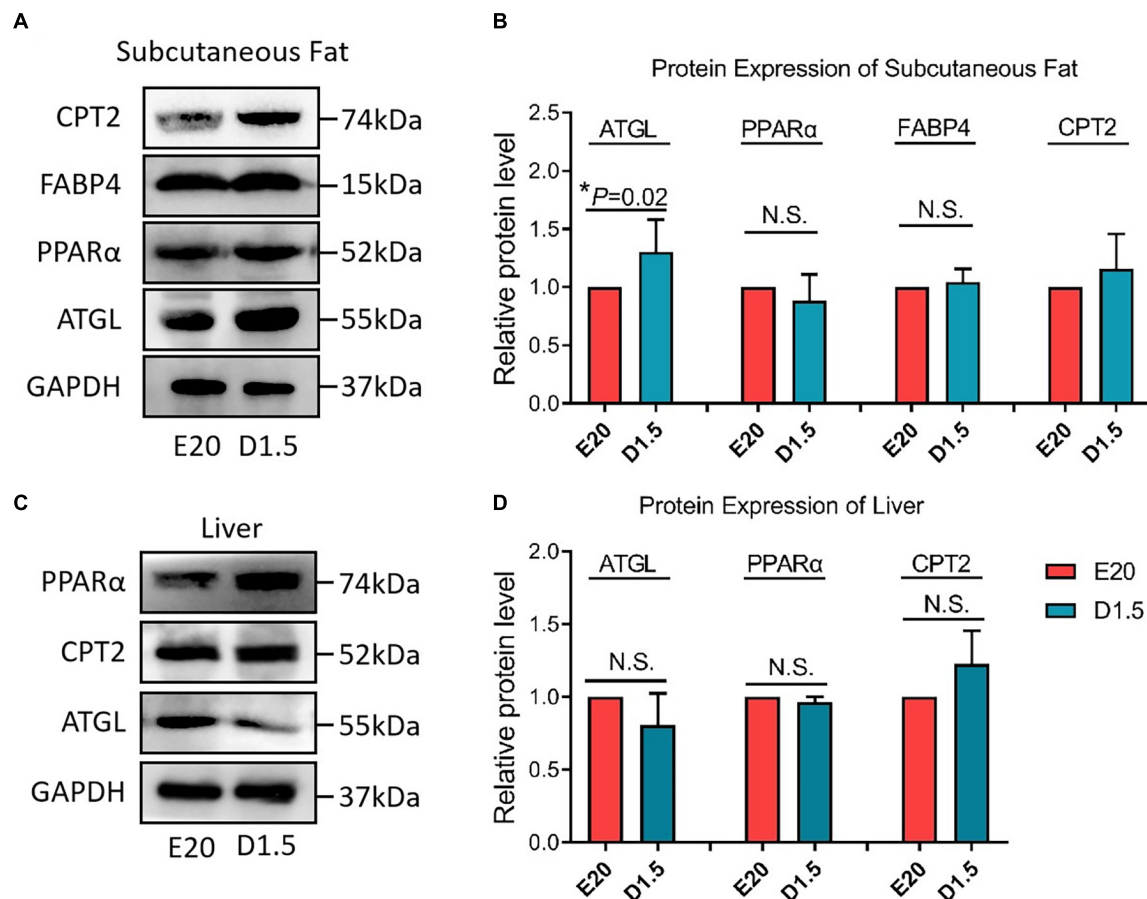 A
Subcutaneous Fat
CPT2
74kDa
FABP4
15kDa
PPARα
52kDa
ATGL
55kDa
GAPDH
37kDa
E20 D1.5
B
Protein Expression of Subcutaneous Fat
Relative protein level
2.5
2.0
1.5
1.0
0.5
0.0
ATGL PPARα FABP4 CPT2
*P=0.02 N.S. N.S.
E20 D1.5 E20 D1.5 E20 D1.5 E20 D1.5
C
Liver
PPARα
74kDa
CPT2
52kDa
ATGL
55kDa
GAPDH
37kDa
E20 D1.5
D
Protein Expression of Liver
Relative protein level
2.0
1.5
1.0
0.5
0.0
ATGL PPARα CPT2
N.S. N.S. N.S.
E20 D1.5 E20 D1.5 E20 D1.5
E20
D1.5